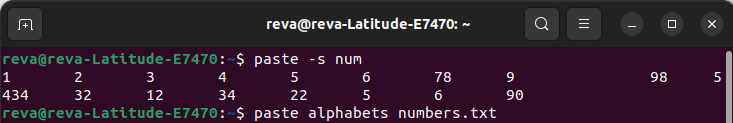 reva@reva-Latitude-E7470: ~
reva@reva-Latitude-E7470:~$ paste -s num
1 2 3 4 5 6 78 9 98 5
434 32 12 34 22 5 6 90
reva@reva-Latitude-E7470:~$ paste alphabets numbers.txt